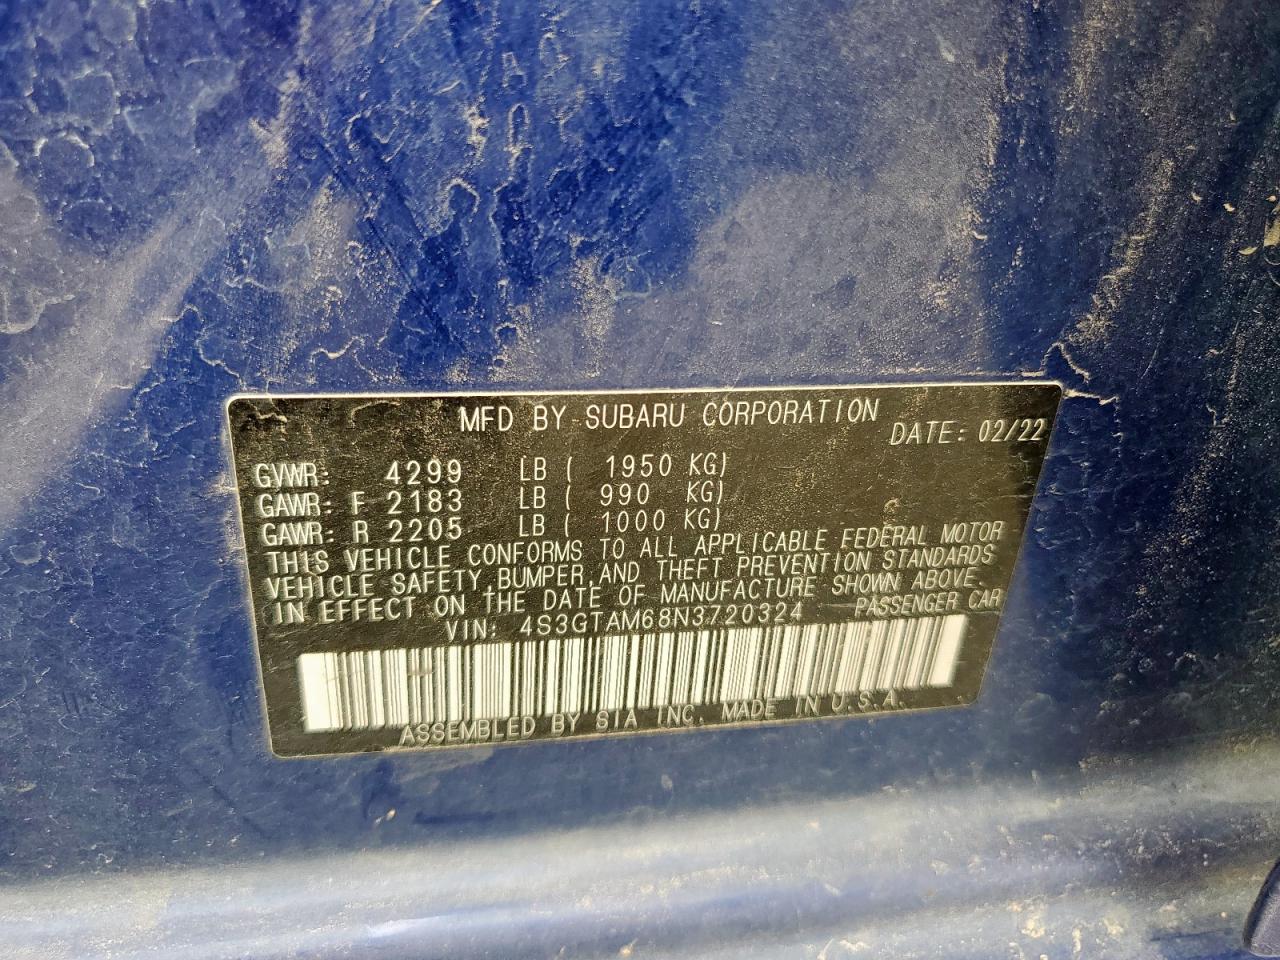 MFD BY SUBARU CORPORATION
DATE: 02/22
GVWR: 4299 LB ( 1950 KG)
GAWR: F 2183 LB ( 990 KG)
GAWR: R 2205 LB ( 1000 KG)
THIS VEHICLE CONFORMS TO ALL APPLICABLE FEDERAL MOTOR
VEHICLE SAFETY, BUMPER, AND THEFT PREVENTION STANDARDS
IN EFFECT ON THE DATE OF MANUFACTURE SHOWN ABOVE.
VIN: 4S3GTAM68N3720324 PASSENGER CAR
ASSEMBLED BY SIA INC. MADE IN U.S.A.